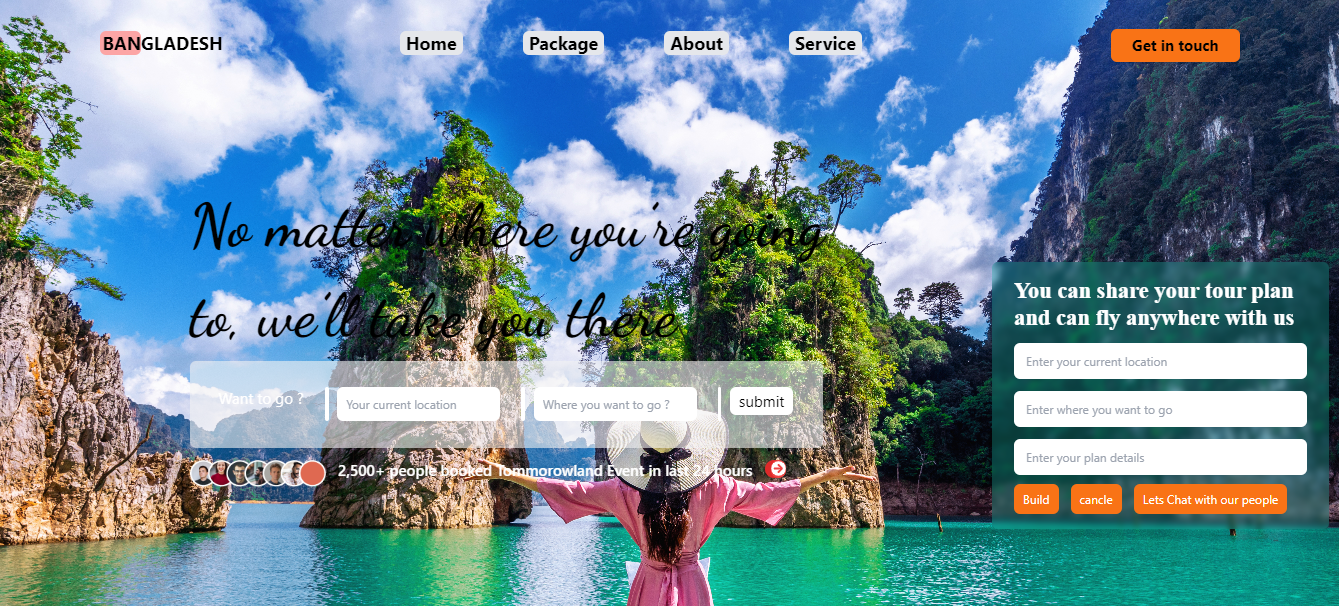 BANGLADESH
Home
Package
About
Service
Get in touch
No matter where you're going
to, we'll take you there
Want to go ?
Your current location
Where you want to go ?
submit
2,500+ people booked Tommorowland Event in last 24 hours
You can share your tour plan
and can fly anywhere with us
Enter your current location
Enter where you want to go
Enter your plan details
Build
cancle
Lets Chat with our people